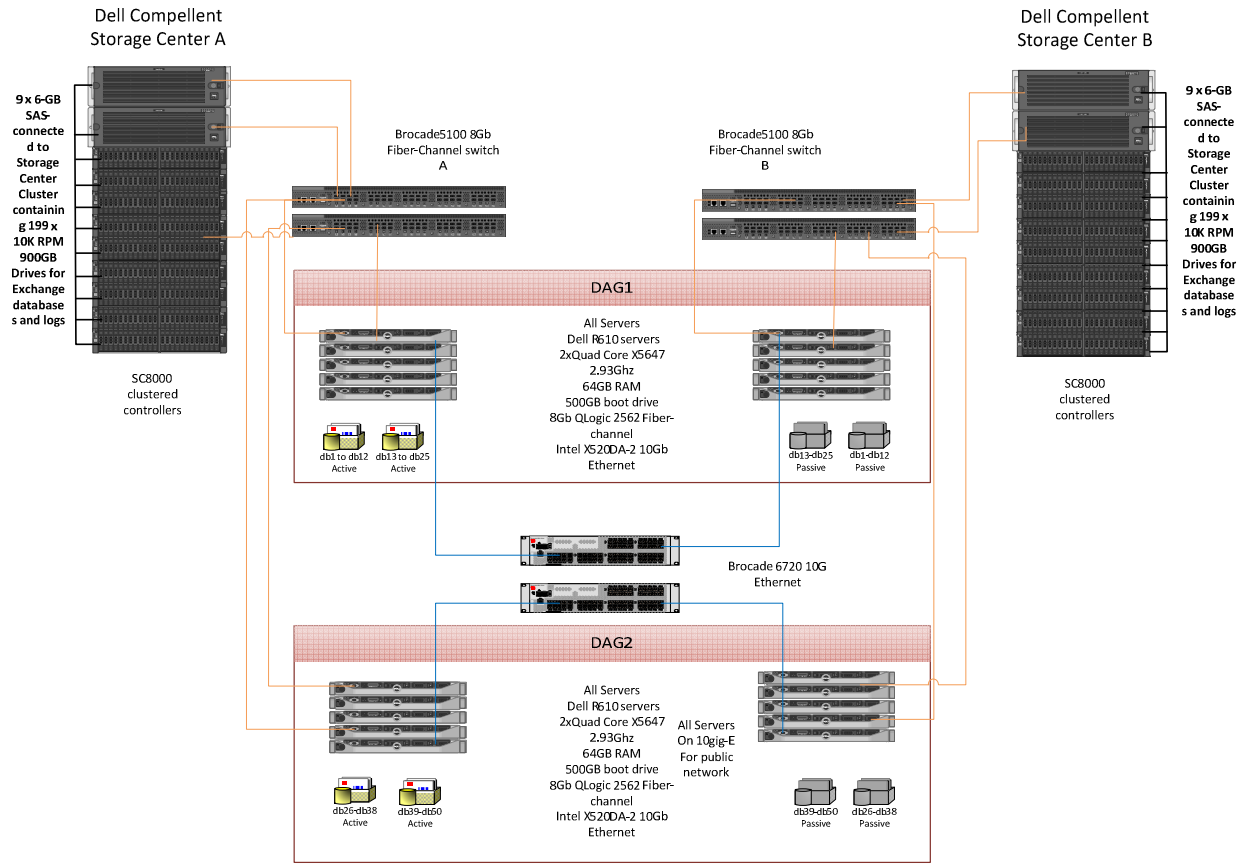 Dell Compellent
Storage Center A
Dell Compellent
Storage Center B
9 x 6-GB
SAS-
connecte
d to
Storage
Center
Cluster
containin
g 199 x
10K RPM
900GB
Drives for
Exchange
database
s and logs
SC8000
clustered
controllers
Brocade5100 8Gb
Fiber-Channel switch
A
Brocade5100 8Gb
Fiber-Channel switch
B
9 x 6-GB
SAS-
connecte
d to
Storage
Center
Cluster
containin
g 199 x
10K RPM
900GB
Drives for
Exchange
database
s and logs
SC8000
clustered
controllers
DAG1
All Servers
Dell R610 servers
2xQuad Core X5647
2.93Ghz
64GB RAM
500GB boot drive
8Gb QLogic 2562 Fiber-
channel
Intel X520DA-2 10Gb
Ethernet
db1 to db12
Active
db13 to db25
Active
db13-db25
Passive
db1-db12
Passive
Brocade 6720 10G
Ethernet
DAG2
All Servers
Dell R610 servers
2xQuad Core X5647
2.93Ghz
64GB RAM
500GB boot drive
8Gb QLogic 2562 Fiber-
channel
Intel X520DA-2 10Gb
Ethernet
All Servers
On 10gig-E
For public
network
db26-db38
Active
db39-db50
Active
db39-db50
Passive
db26-db38
Passive